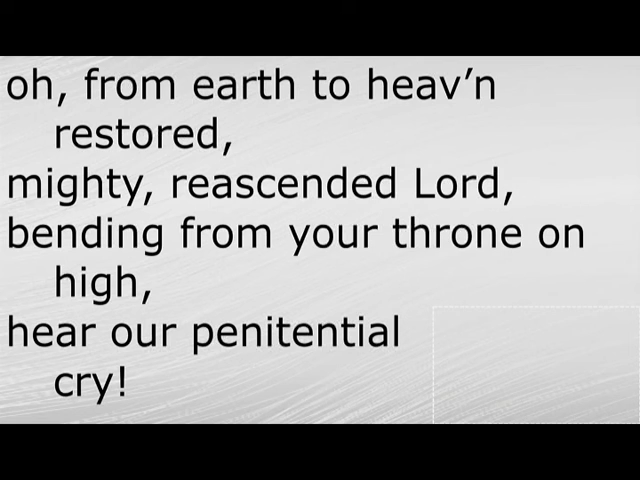 oh, from earth to heav’n
restored,
mighty, reascended Lord,
bending from your throne on
high,
hear our penitential
cry!